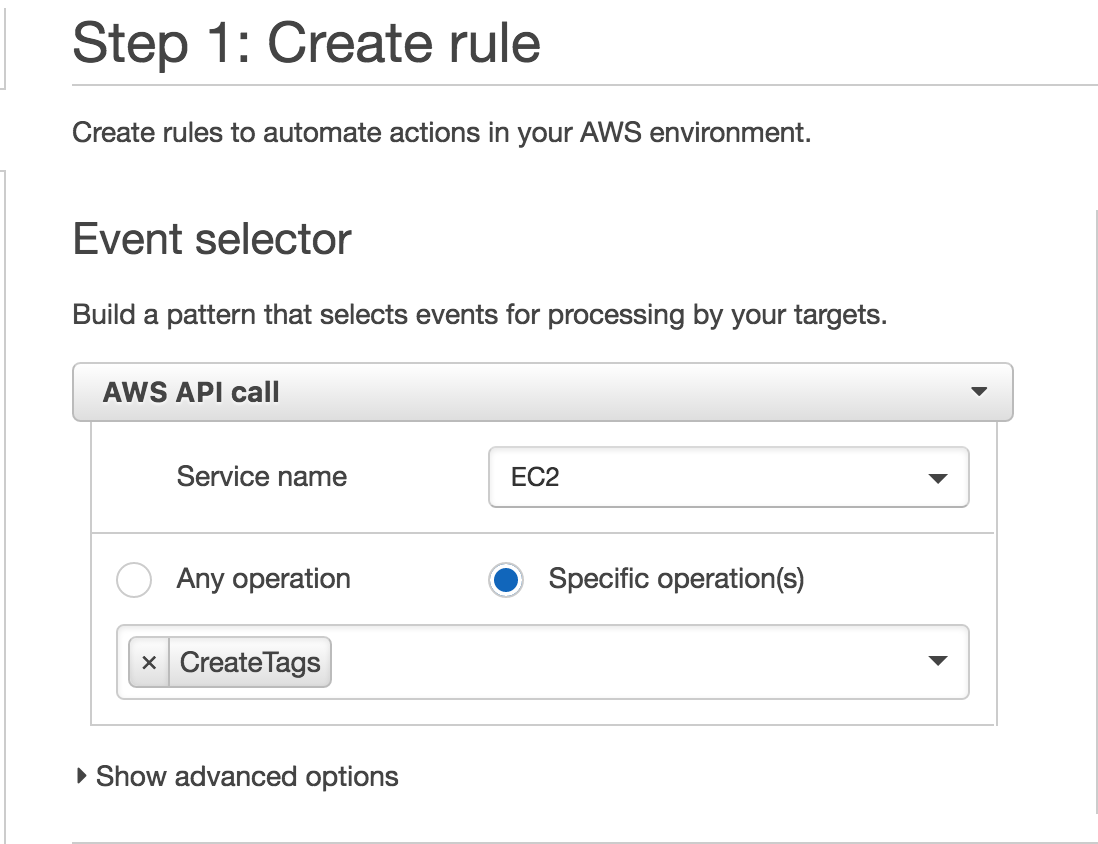 Step 1: Create rule
Create rules to automate actions in your AWS environment.
Event selector
Build a pattern that selects events for processing by your targets.
AWS API call
Service name EC2
Any operation Specific operation(s)
× CreateTags
Show advanced options